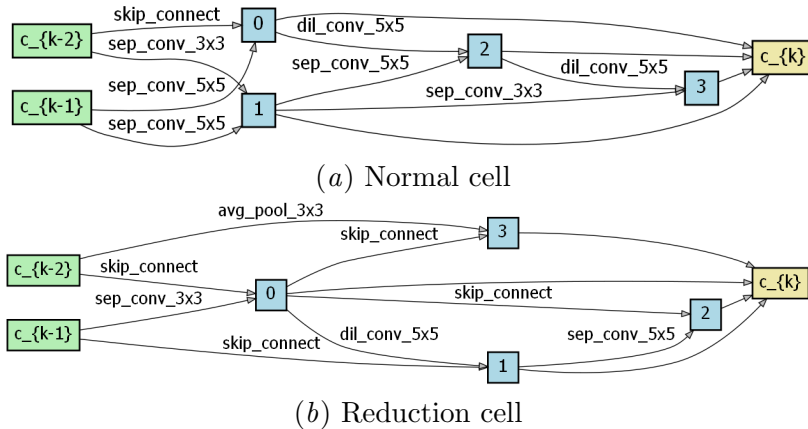 skip_connect
0
dil_conv_5x5
c_{k-2}
sep_conv_3x3
2
c_{k}
sep_conv_5x5
dil_conv_5x5
sep_conv_5x5
3
c_{k-1}
1
sep_conv_3x3
sep_conv_5x5
(a) Normal cell
avg_pool_3x3
3
skip_connect
c_{k-2}
skip_connect
c_{k}
0
skip_connect
sep_conv_3x3
2
c_{k-1}
dil_conv_5x5
sep_conv_5x5
skip_connect
1
(b) Reduction cell